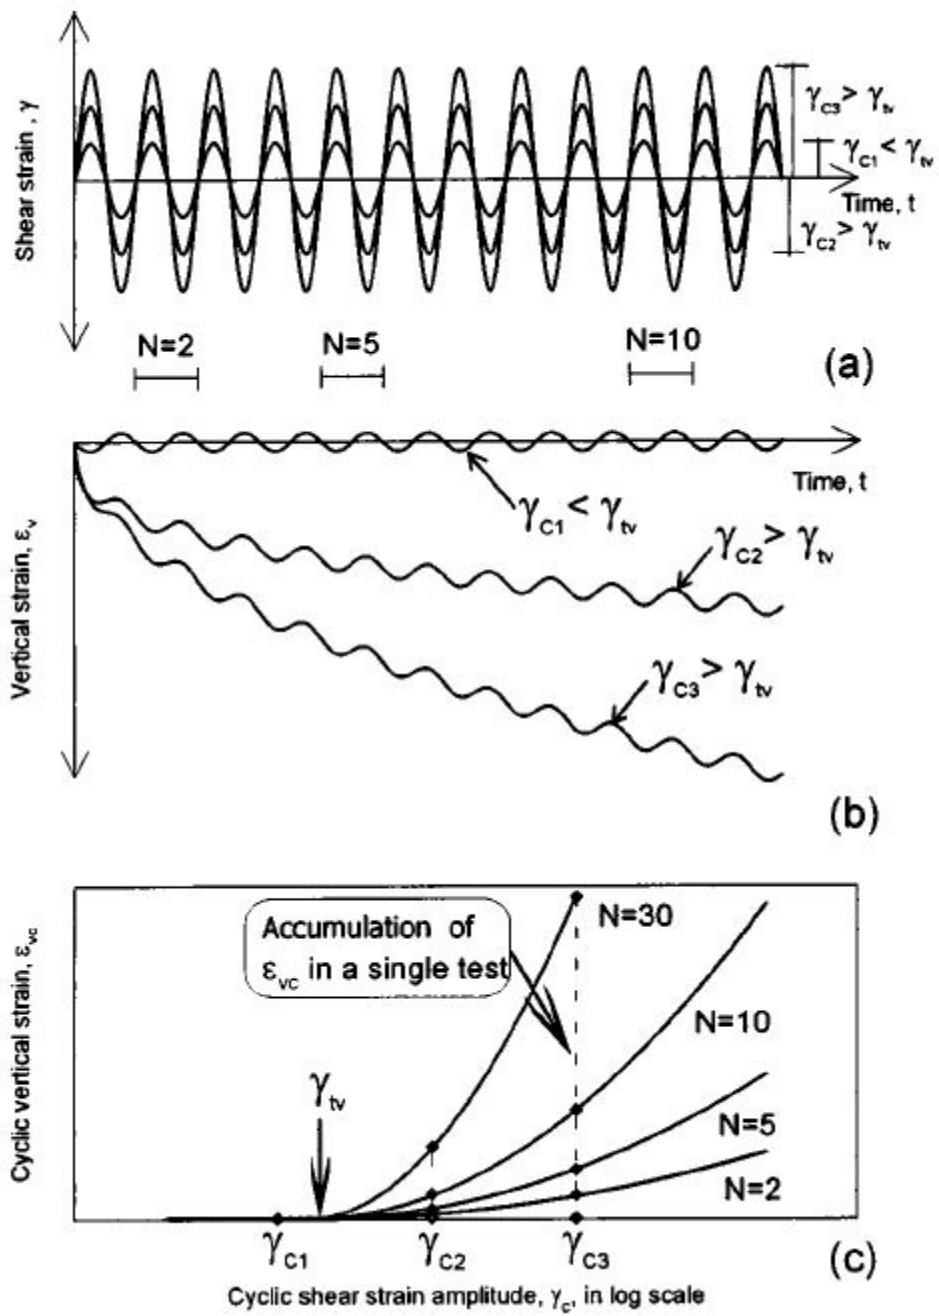 Shear strain, γ
γC3> γtv
γC1< γtv
Time, t
γC2> γtv
N=2
N=5
N=10
(a)
Time, t
γC1< γtv
γC2> γtv
Vertical strain, εv
γC3> γtv
(b)
Cyclic vertical strain, εvc
Accumulation of
εvc in a single test
N=30
N=10
γtv
N=5
N=2
γC1
γC2
γC3
(c)
Cyclic shear strain amplitude, γc, in log scale